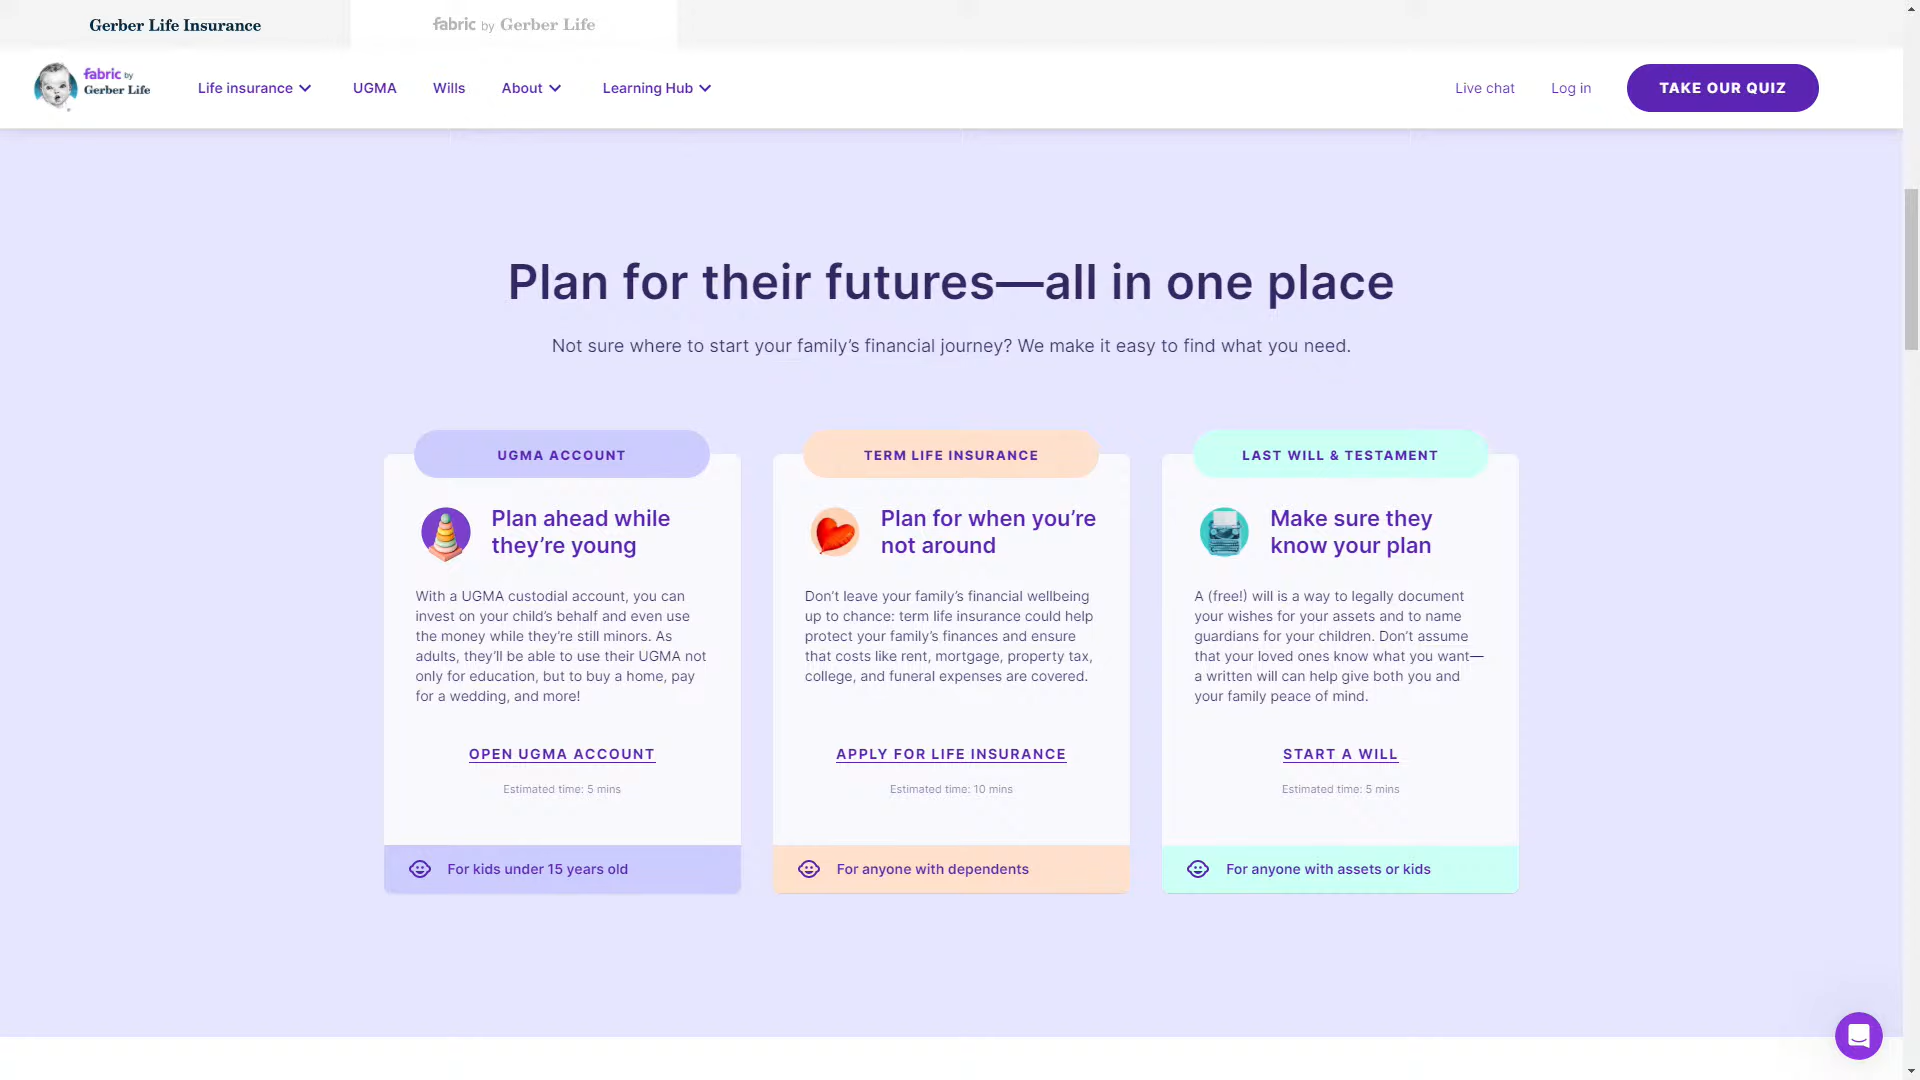 Gerber Life Insurance
fabric by Gerber Life
fabric by
Gerber Life
Life insurance
UGMA
Wills
About
Learning Hub
Live chat
Log in
TAKE OUR QUIZ
Plan for their futures—all in one place
Not sure where to start your family’s financial journey? We make it easy to find what you need.
UGMA ACCOUNT
Plan ahead while
they’re young
With a UGMA custodial account, you can
invest on your child’s behalf and even use
the money while they’re still minors. As
adults, they’ll be able to use their UGMA not
only for education, but to buy a home, pay
for a wedding, and more!
OPEN UGMA ACCOUNT
Estimated time: 5 mins
For kids under 15 years old
TERM LIFE INSURANCE
Plan for when you’re
not around
Don’t leave your family’s financial wellbeing
up to chance: term life insurance could help
protect your family’s finances and ensure
that costs like rent, mortgage, property tax,
college, and funeral expenses are covered.
APPLY FOR LIFE INSURANCE
Estimated time: 10 mins
For anyone with dependents
LAST WILL & TESTAMENT
Make sure they
know your plan
A (free!) will is a way to legally document
your wishes for your assets and to name
guardians for your children. Don’t assume
that your loved ones know what you want—
a written will can help give both you and
your family peace of mind.
START A WILL
Estimated time: 5 mins
For anyone with assets or kids